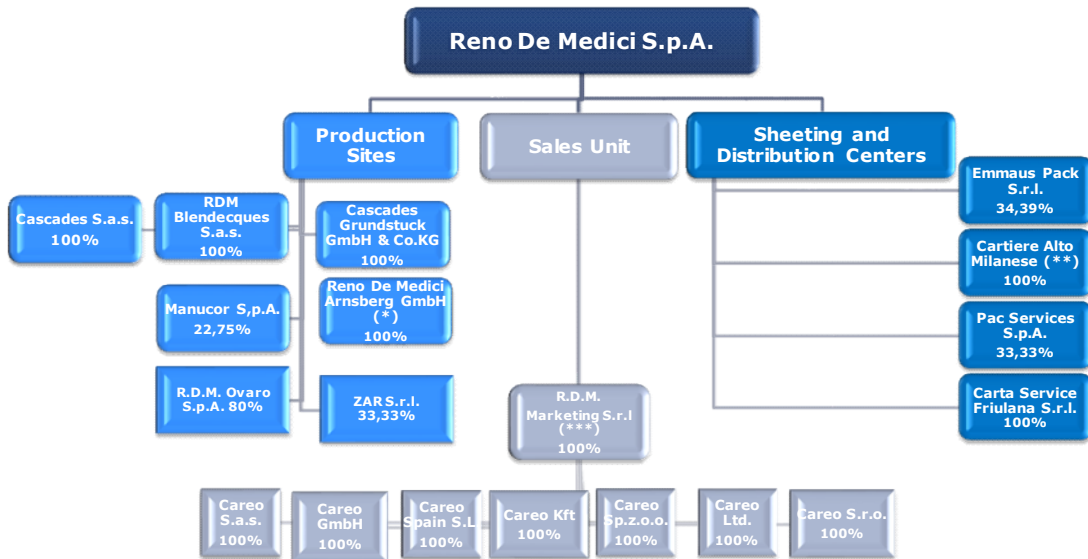 Reno De Medici S.p.A.
Production
Sites
Sales Unit
Sheeting and
Distribution Centers
Cascades S.a.s.
100%
RDM
Blendecques
S.a.s.
100%
Cascades
Grundstuck
GmbH & Co.KG
100%
Manucor S,p.A.
22,75%
Reno De Medici
Arnsberg GmbH
(*)
100%
R.D.M. Ovaro
S.p.A. 80%
ZAR S.r.l.
33,33%
R.D.M.
Marketing S.r.l
(***)
100%
Emmaus Pack
S.r.l.
34,39%
Cartiere Alto
Milanese (**)
100%
Pac Services
S.p.A.
33,33%
Carta Service
Friulana S.r.l.
100%
Careo
S.a.s.
100%
Careo
GmbH
100%
Careo
Spain S.L
100%
Careo Kft
100%
Careo
Sp.z.o.o.
100%
Careo
Ltd.
100%
Careo S.r.o.
100%